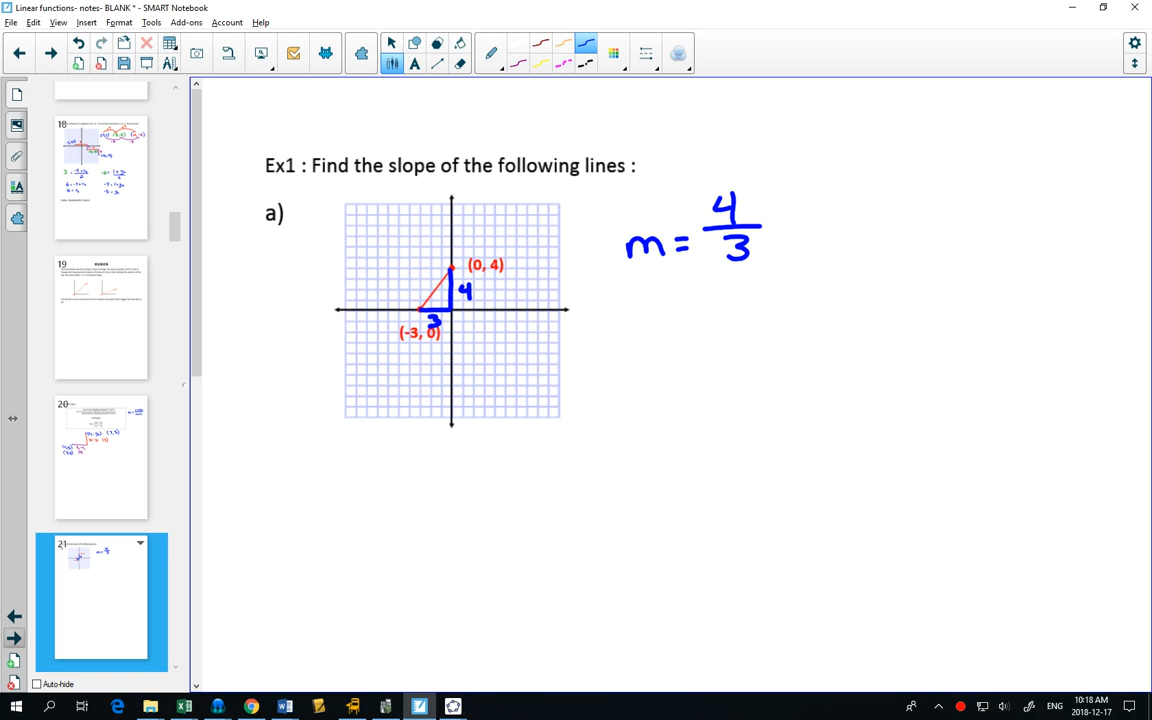 Linear functions- notes- BLANK * - SMART Notebook
File Edit View Insert Format Tools Add-ons Account Help
18
19
20
21
Auto-hide
Ex1 : Find the slope of the following lines :
a)
(0, 4)
4
3
(-3, 0)
m = 4/3
ENG
10:18 AM
2018-12-17